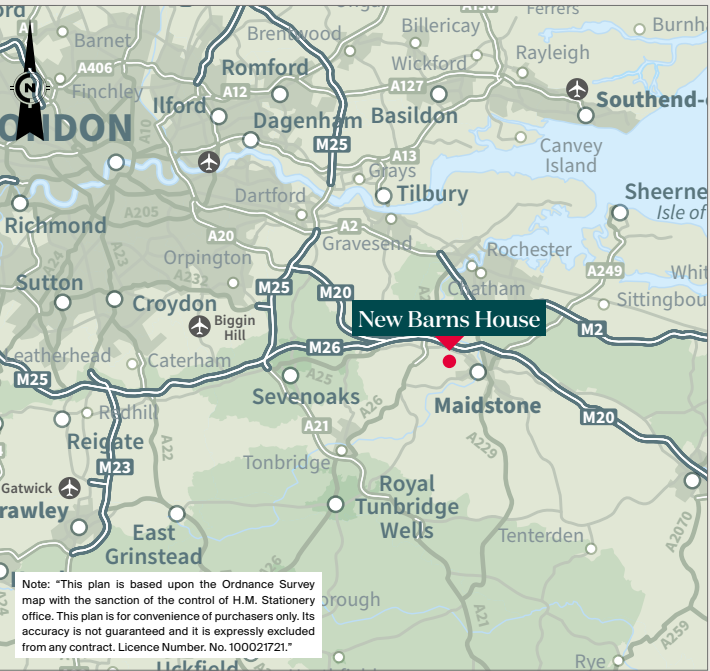 ord
Barnet
Brentwood
Billericay
Ferrers
Burnh
A406
Finchley
Romford
Wickford
Rayleigh
N
Ilford
A12
A127
Southend-
ONDON
A10
Dagenham
Basildon
M25
A13
Canvey
Island
Grays
Dartford
Tilbury
Sheerne
Isle of
Richmond
A205
A20
A2
Gravesend
Orpington
Rochester
A23
A232
A249
Whit
Sutton
M25
M20
Chatham
Sittingbou
Croydon
Biggin
Hill
New Barns House
M2
Leatherhead
Caterham
M26
M25
A25
Sevenoaks
Maidstone
Redhill
A26
M20
Reigate
A21
A22
A229
M23
Tonbridge
Gatwick
Royal
Tunbridge
Wells
rawley
East
Grinstead
Tenterden
A2070
A26
Note: “This plan is based upon the Ordnance Survey
map with the sanction of the control of H.M. Stationery
office. This plan is for convenience of purchasers only. Its
accuracy is not guaranteed and it is expressly excluded
from any contract. Licence Number. No. 100021721.”
orough
A21
A259
Uckfield
Rye